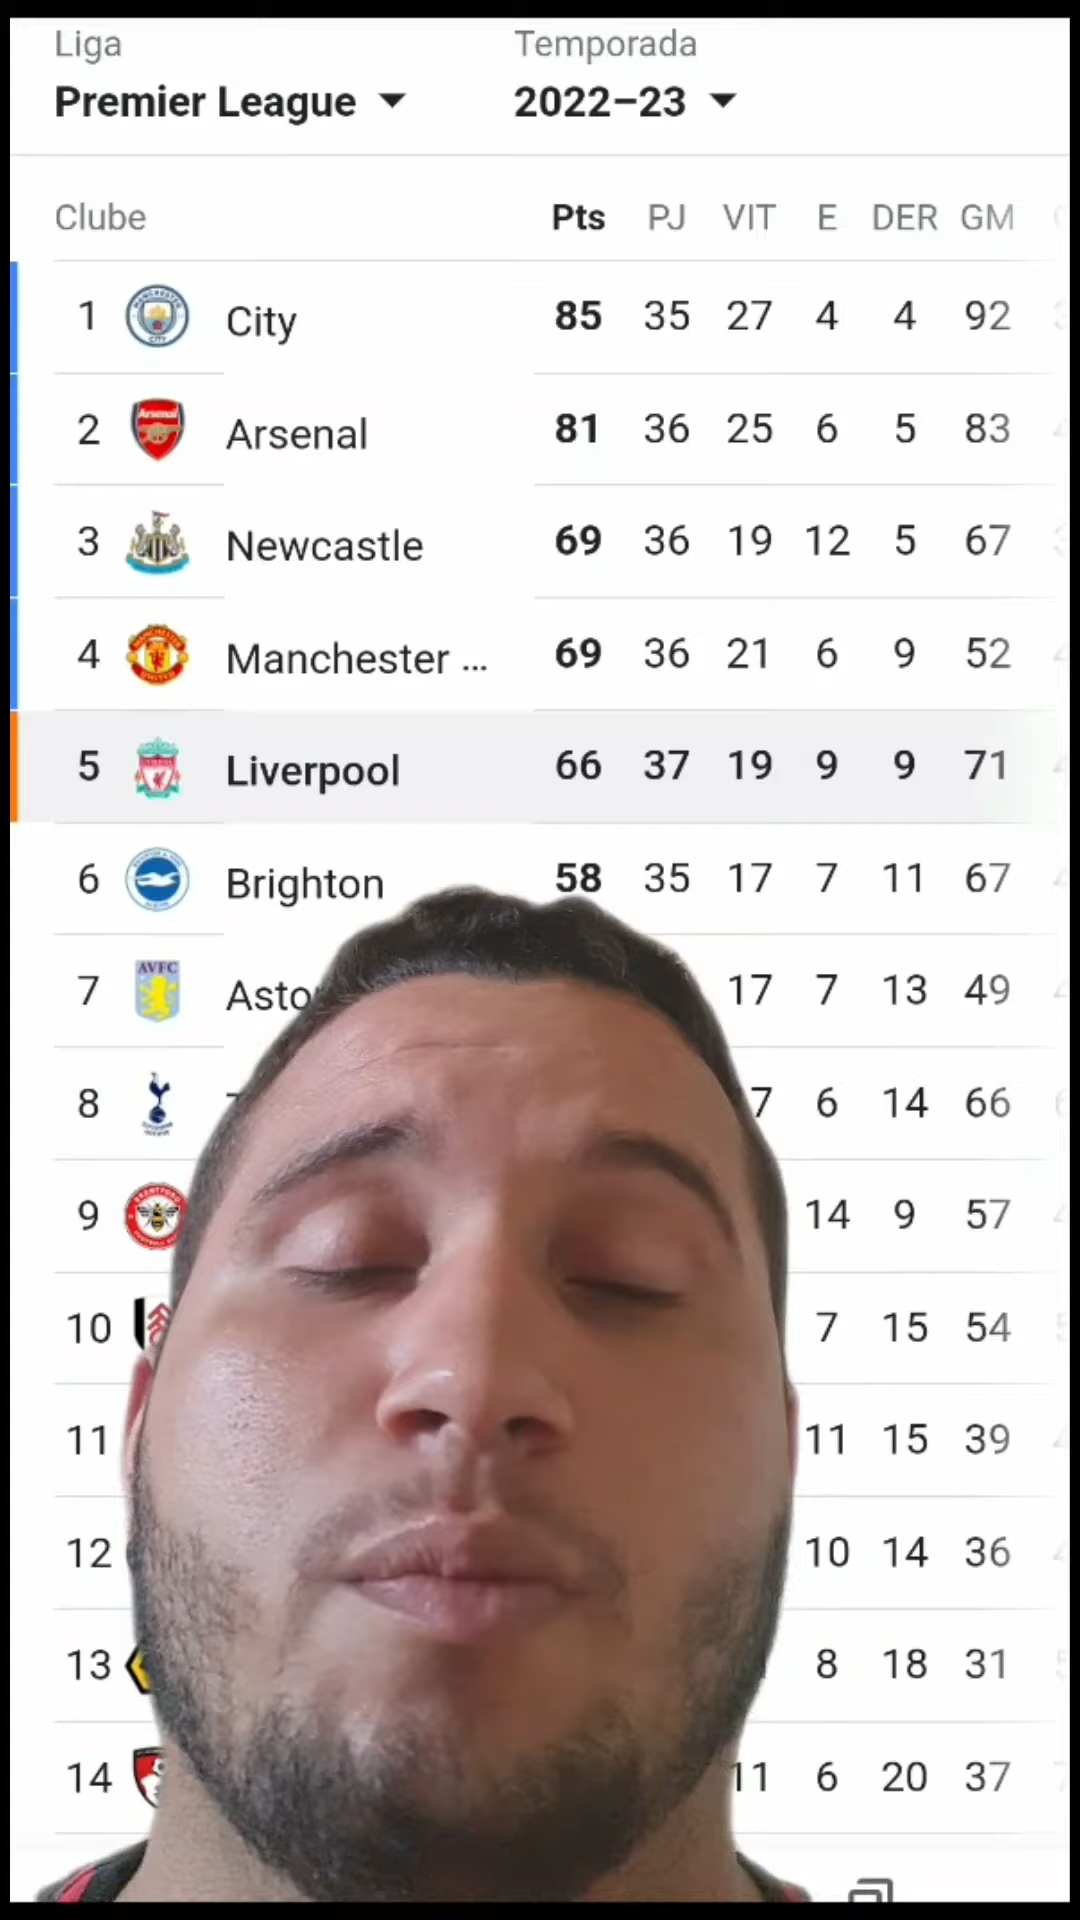 Liga Temporada
Premier League 2022–23
Clube Pts PJ VIT E DER GM
1 City 85 35 27 4 4 92
2 Arsenal 81 36 25 6 5 83
3 Newcastle 69 36 19 12 5 67
4 Manchester ... 69 36 21 6 9 52
5 Liverpool 66 37 19 9 9 71
6 Brighton 58 35 17 7 11 67
7 AVFC 17 7 13 49
8 6 14 66
9 14 9 57
10 7 15 54
11 11 15 39
12 10 14 36
13 8 18 31
14 11 6 20 37